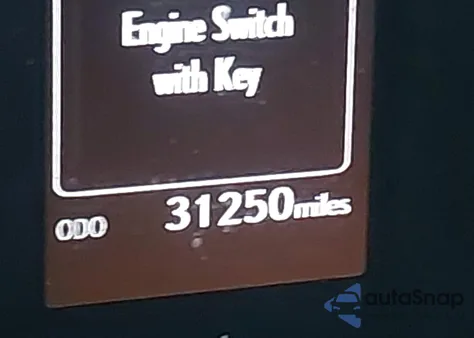 Engine Switch
with Key
ODO 31250miles
autoSnap